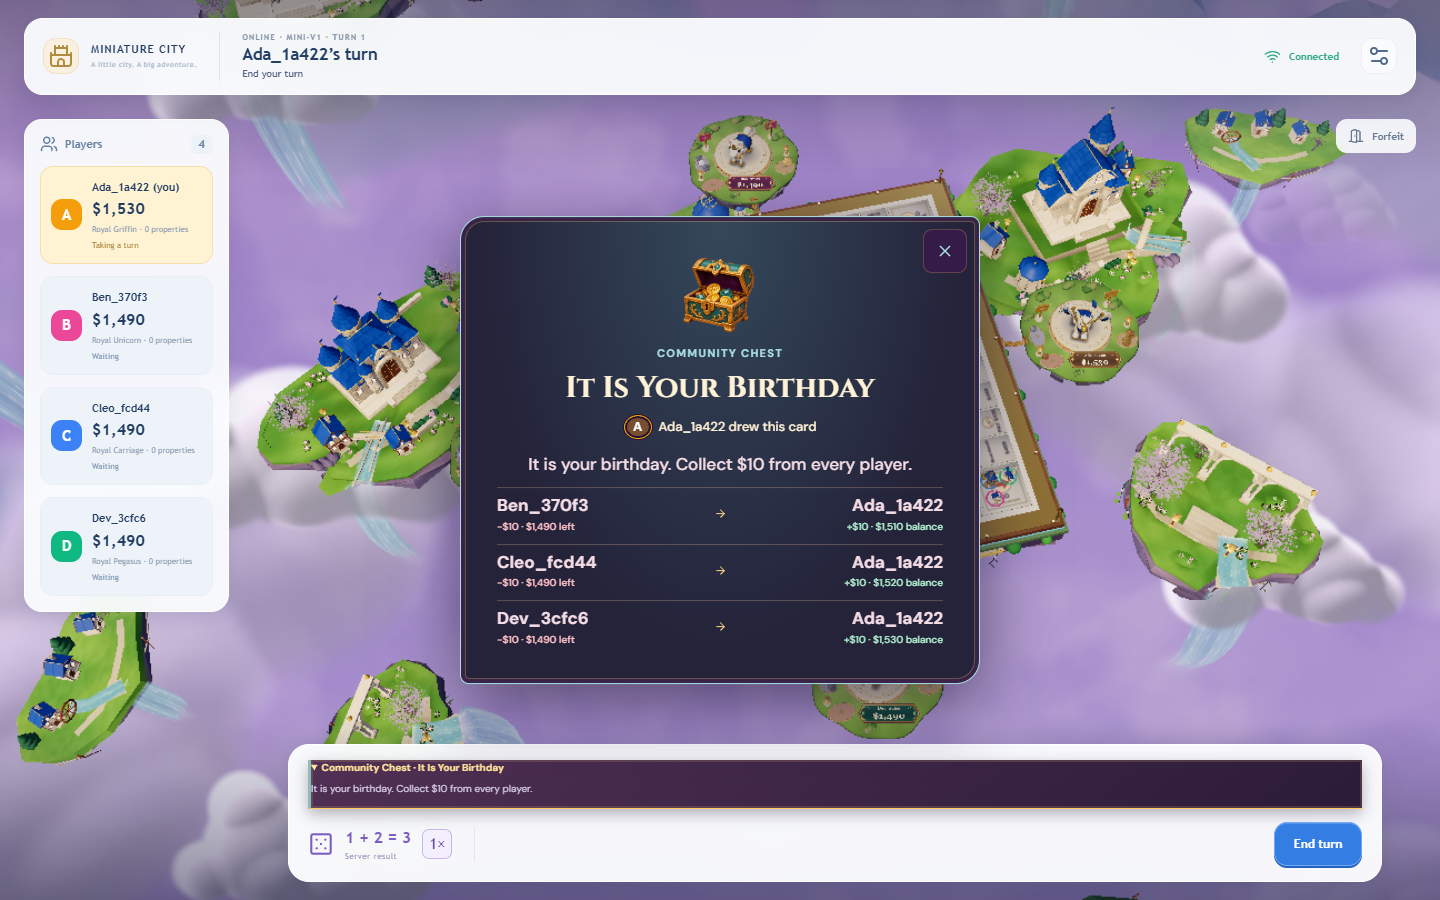 MINIATURE CITY
A little city. A big adventure.
ONLINE · MINI-V1 · TURN 1
Ada_1a422's turn
End your turn
Connected
Forfeit
Players
4
A
Ada_1a422 (you)
$1,530
Royal Griffin · 0 properties
Taking a turn
B
Ben_370f3
$1,490
Royal Unicorn · 0 properties
Waiting
C
Cleo_fcd44
$1,490
Royal Carriage · 0 properties
Waiting
D
Dev_3cfc6
$1,490
Royal Pegasus · 0 properties
Waiting
COMMUNITY CHEST
IT IS YOUR BIRTHDAY
A Ada_1a422 drew this card
It is your birthday. Collect $10 from every player.
Ben_370f3 → Ada_1a422
-$10 · $1,490 left +$10 · $1,510 balance
Cleo_fcd44 → Ada_1a422
-$10 · $1,490 left +$10 · $1,520 balance
Dev_3cfc6 → Ada_1a422
-$10 · $1,490 left +$10 · $1,530 balance
$1,490
$1,530
$1,490
Community Chest · It Is Your Birthday
It is your birthday. Collect $10 from every player.
1 + 2 = 3
Server result
1×
End turn